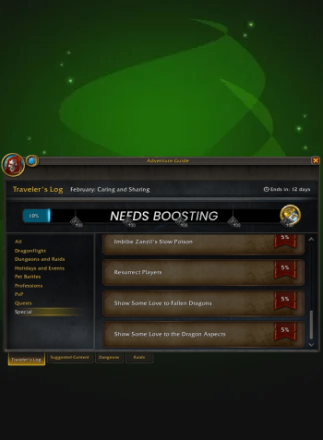 Adventure Guide
Traveler's Log February: Caring and Sharing Ends in: 12 days
NEEDS BOOSTING
All
Dragonflight
Dungeons and Raids
Holidays and Events
Pet Battles
Professions
PvP
Quests
Special
Imbibe Zanzil's Slow Poison 5%
Resurrect Players 5%
Show Some Love to Fallen Dragons 5%
Show Some Love to the Dragon Aspects 5%
Traveler's Log Suggested Content Dungeons Raids